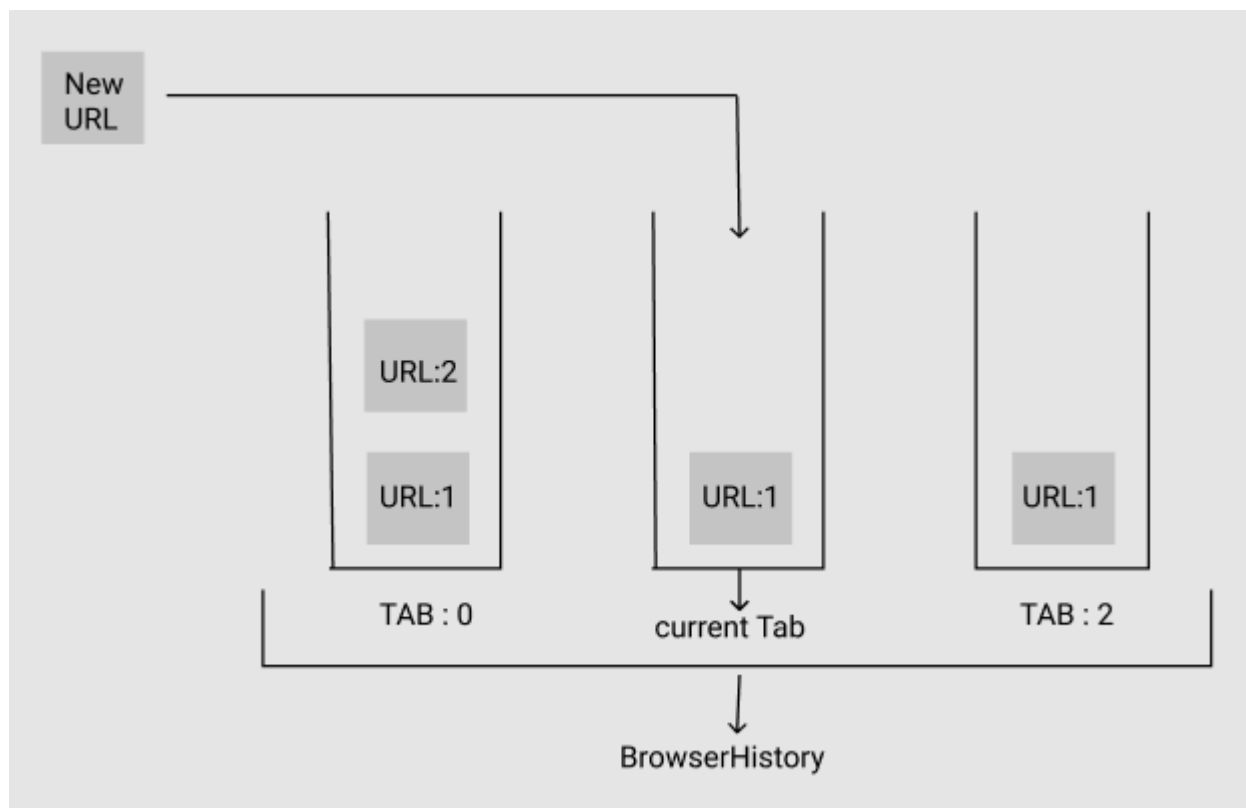 New
URL
URL:2
URL:1
URL:1
URL:1
TAB : 0
current Tab
TAB : 2
BrowserHistory